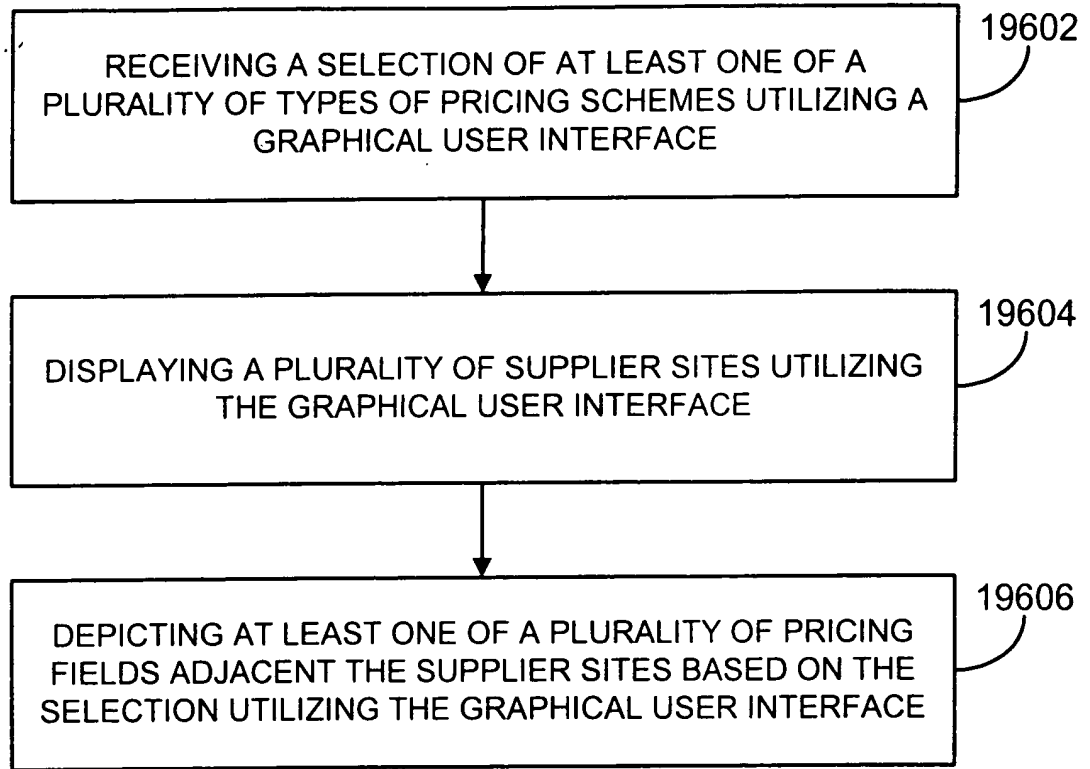 19602
RECEIVING A SELECTION OF AT LEAST ONE OF A
PLURALITY OF TYPES OF PRICING SCHEMES UTILIZING A
GRAPHICAL USER INTERFACE
19604
DISPLAYING A PLURALITY OF SUPPLIER SITES UTILIZING
THE GRAPHICAL USER INTERFACE
19606
DEPICTING AT LEAST ONE OF A PLURALITY OF PRICING
FIELDS ADJACENT THE SUPPLIER SITES BASED ON THE
SELECTION UTILIZING THE GRAPHICAL USER INTERFACE